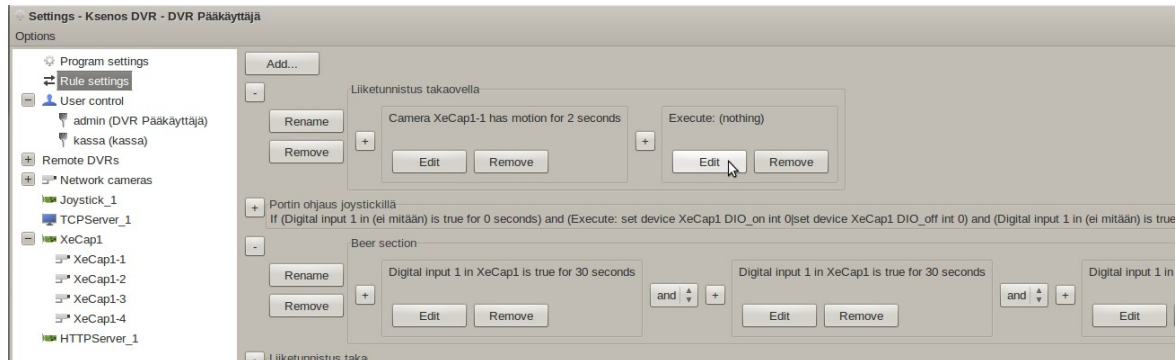 Settings - Ksenos DVR - DVR Pääkäyttäjä
Options
Program settings
Rule settings
User control
admin (DVR Pääkäyttäjä)
kassa (kassa)
Remote DVRs
Network cameras
Joystick_1
TCPServer_1
XeCap1
XeCap1-1
XeCap1-2
XeCap1-3
XeCap1-4
HTTPServer_1
Add...
Liiketunnistus takaovella
Rename
Remove
Camera XeCap1-1 has motion for 2 seconds
Edit Remove
Execute: (nothing)
Edit Remove
Portin ohjaus joystickillä
If (Digital input 1 in (ei mitään) is true for 0 seconds) and (Execute: set device XeCap1 DIO_on int 0|set device XeCap1 DIO_off int 0) and (Digital input 1 in (ei mitään) is true
Beer section
Rename
Remove
Digital input 1 in XeCap1 is true for 30 seconds
Edit Remove
and
Digital input 1 in XeCap1 is true for 30 seconds
Edit Remove
and
Digital input 1 in
Edit
Liiketunnistus taka